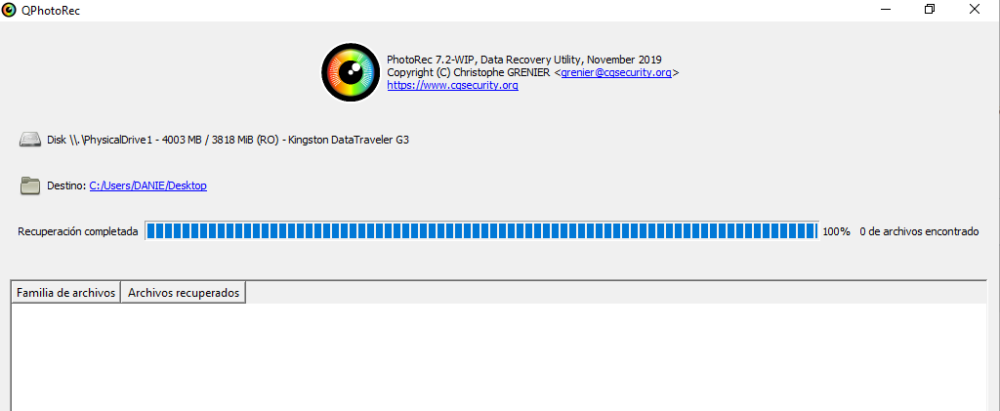 QPhotoRec
PhotoRec 7.2-WIP, Data Recovery Utility, November 2019
Copyright (C) Christophe GRENIER <grenier@cgsecurity.org>
https://www.cgsecurity.org
Disk \\.\PhysicalDrive1 - 4003 MB / 3818 MiB (RO) - Kingston DataTraveler G3
Destino: C:/Users/DANIE/Desktop
Recuperación completada 100% 0 de archivos encontrado
Familia de archivos Archivos recuperados